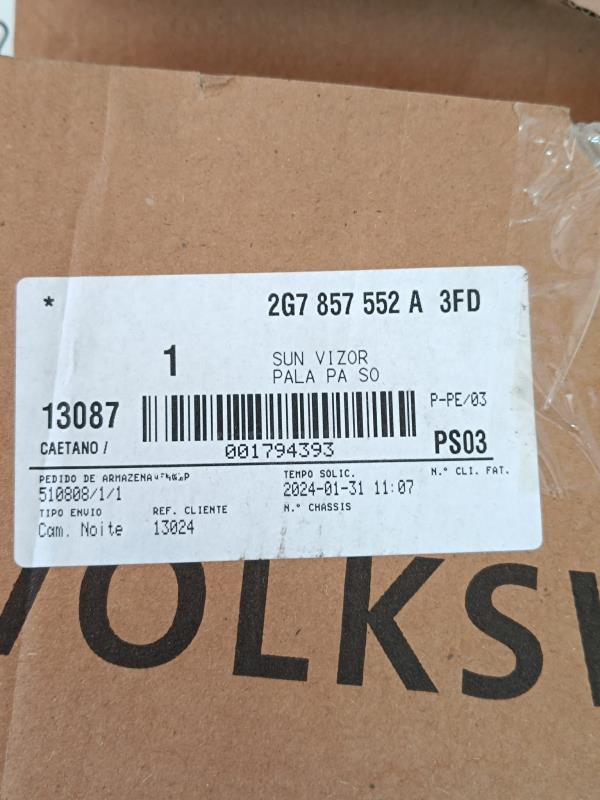 * 2G7 857 552 A 3FD
1 SUN VIZOR
PALA PA SO
13087 P-PE/03
CAETANO / 001794393 PS03
PEDIDO DE TEMPO SOLIC. N.º CLI. FAT.
510808/1/1 2024-01-31 11:07
TIPO ENVIO REF. CLIENTE N.º CHASSIS
Cam. Noite 13024
VOLKSW